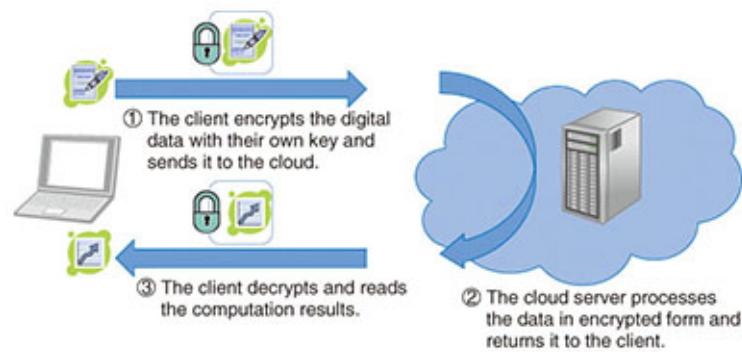 ① The client encrypts the digital
data with their own key and
sends it to the cloud.
③ The client decrypts and reads
the computation results.
② The cloud server processes
the data in encrypted form and
returns it to the client.